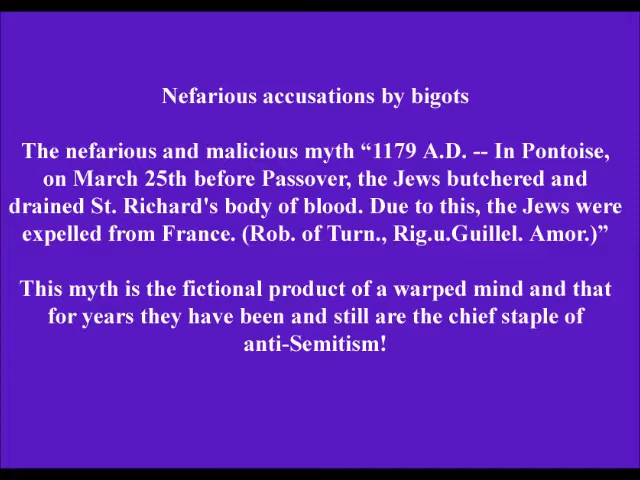 Nefarious accusations by bigots
The nefarious and malicious myth “1179 A.D. -- In Pontoise,
on March 25th before Passover, the Jews butchered and
drained St. Richard's body of blood. Due to this, the Jews were
expelled from France. (Rob. of Turn., Rig.u.Guillel. Amor.)”
This myth is the fictional product of a warped mind and that
for years they have been and still are the chief staple of
anti-Semitism!